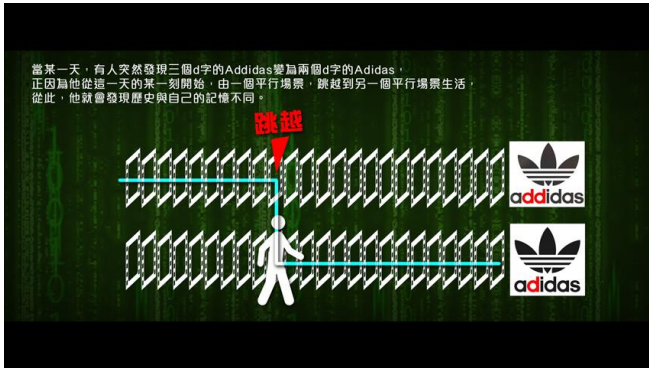 當某一天，有人突然發現三個d字的Addidas變為兩個d字的Adidas，
正因為他從這一天的某一刻開始，由一個平行場景，跳越到另一個平行場景生活，
從此，他就會發現歷史與自己的記憶不同。
跳越
addidas
adidas